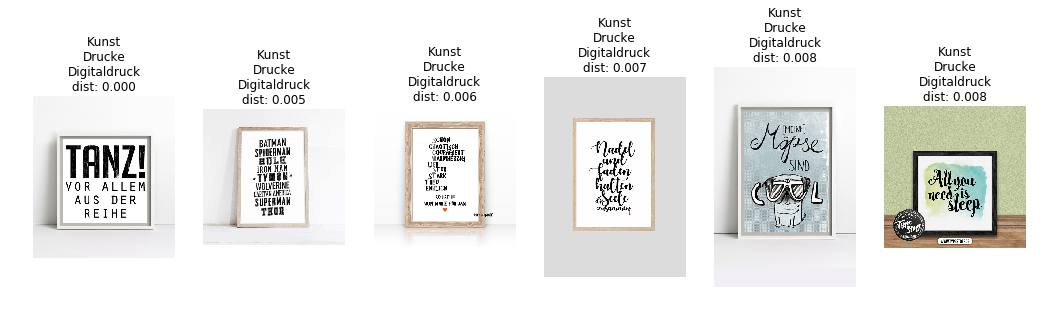 Kunst
Drucke
Digitaldruck
dist: 0.000
TANZ!
VOR ALLEM
AUS DER
REIHE
Kunst
Drucke
Digitaldruck
dist: 0.005
BATMAN
SPIDERMAN
HULK
IRON MAN
TYMON
WOLVERINE
CAPTAIN AMERICA
SUPERMAN
THOR
Kunst
Drucke
Digitaldruck
dist: 0.006
Kunst
Drucke
Digitaldruck
dist: 0.007
Nadel
und
Faden
halten
Seele
zusammen
Kunst
Drucke
Digitaldruck
dist: 0.008
MEINE
Möpse
SIND
COOL
Kunst
Drucke
Digitaldruck
dist: 0.008
All you
need is
sleep